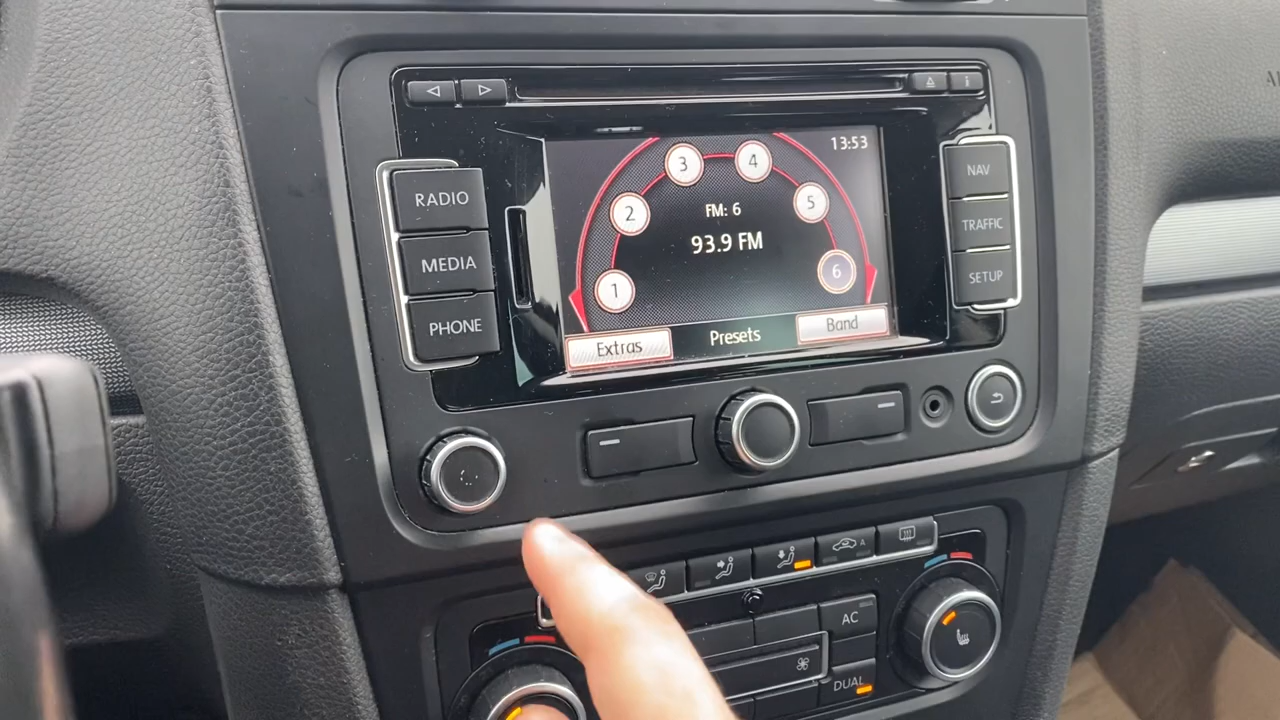 RADIO
MEDIA
PHONE
13:53
1
2
3
4
5
6
FM: 6
93.9 FM
Extras
Presets
Band
NAV
TRAFFIC
SETUP
i
A
AC
DUAL